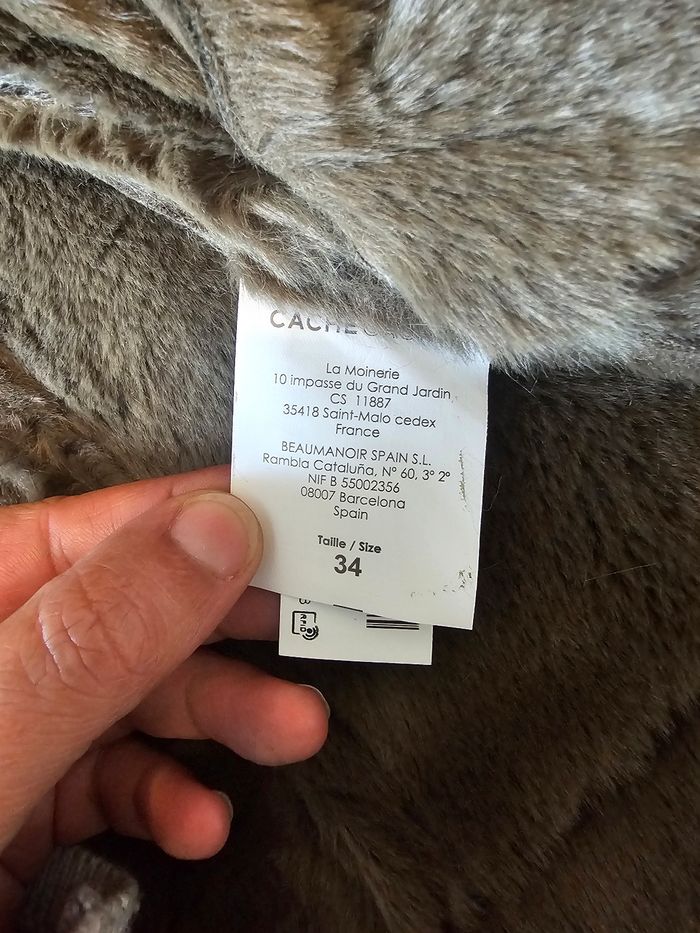 La Moinerie
10 impasse du Grand Jardin,
CS 11887
35418 Saint-Malo cedex
France
BEAUMANOIR SPAIN S.L.
Rambla Cataluña, Nº 60, 3º 2º
NIF B 55002356
08007 Barcelona
Spain
Taille / Size
34
RFID